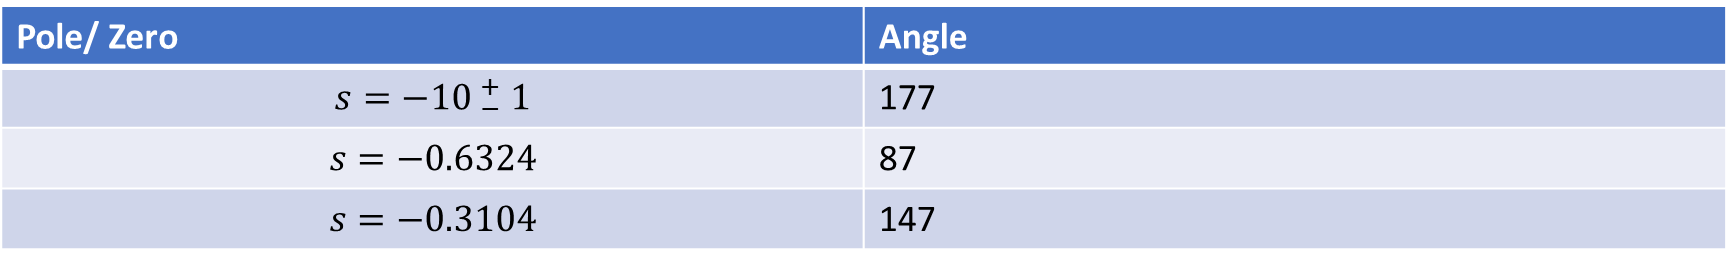 Pole/ Zero Angle
s = −10 ± 1 177
s = −0.6324 87
s = −0.3104 147